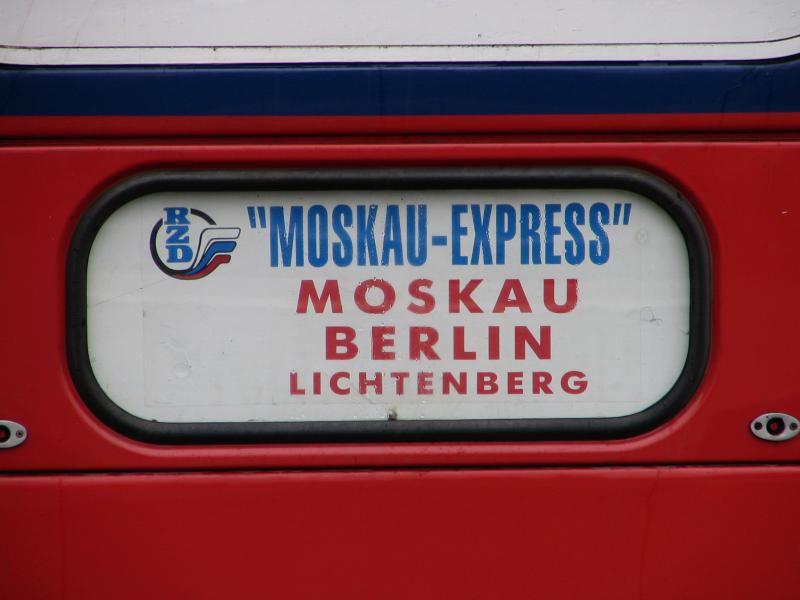 RZD
"MOSKAU-EXPRESS"
MOSKAU
BERLIN
LICHTENBERG